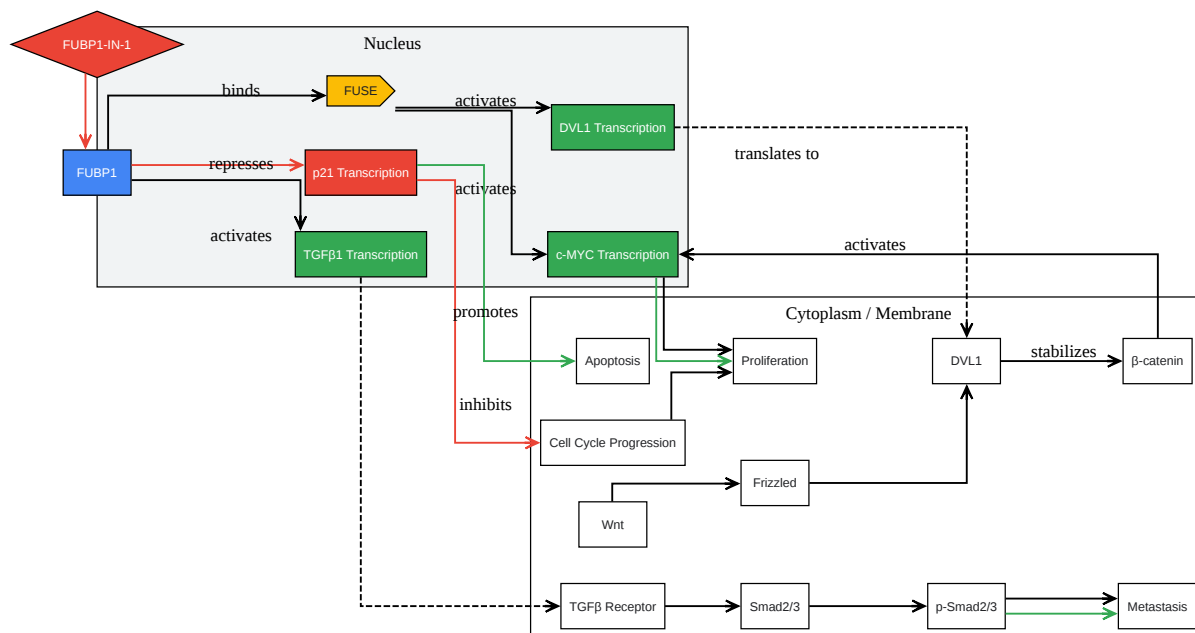 FUBP1-IN-1
Nucleus
binds
FUSE
activates
DVL1 Transcription
translates to
FUBP1
represses
p21 Transcription
activates
activates
TGFβ1 Transcription
c-MYC Transcription
activates
promotes
Cytoplasm / Membrane
Apoptosis
Proliferation
DVL1
stabilizes
β-catenin
inhibits
Cell Cycle Progression
Frizzled
Wnt
TGFβ Receptor
Smad2/3
p-Smad2/3
Metastasis